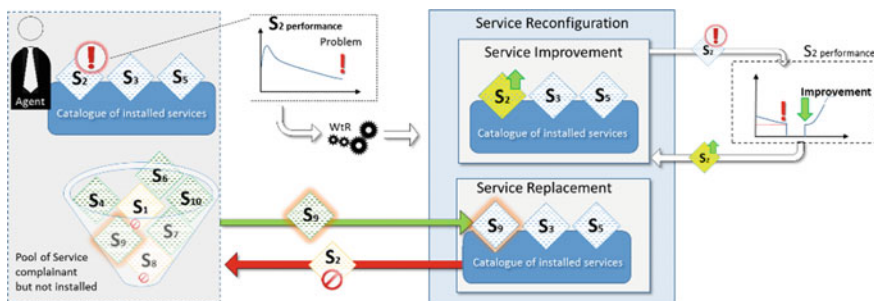 S2 performance
Problem
!
!
S2
S3
S5
Agent
Catalogue of installed services
WtR
S6
S4
S1
S10
S9
S7
S8
Pool of Service
complainant
but not installed
S9
S2
Service Reconfiguration
Service Improvement
S2
S3
S5
Catalogue of installed services
Service Replacement
S9
S3
S5
Catalogue of installed services
!
S2
S2 performance
Improvement
!
S2